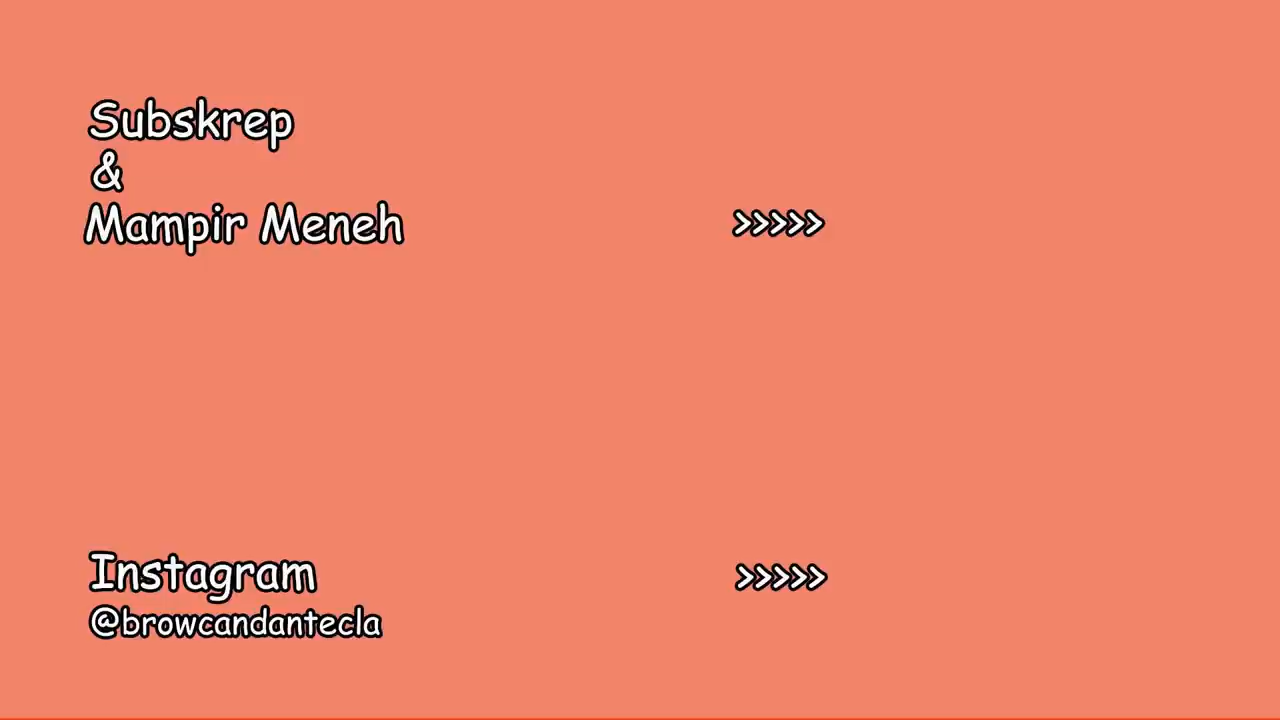 Subskrep
&
Mampir Meneh
>>>>>
Instagram
>>>>>
@browcandantecla